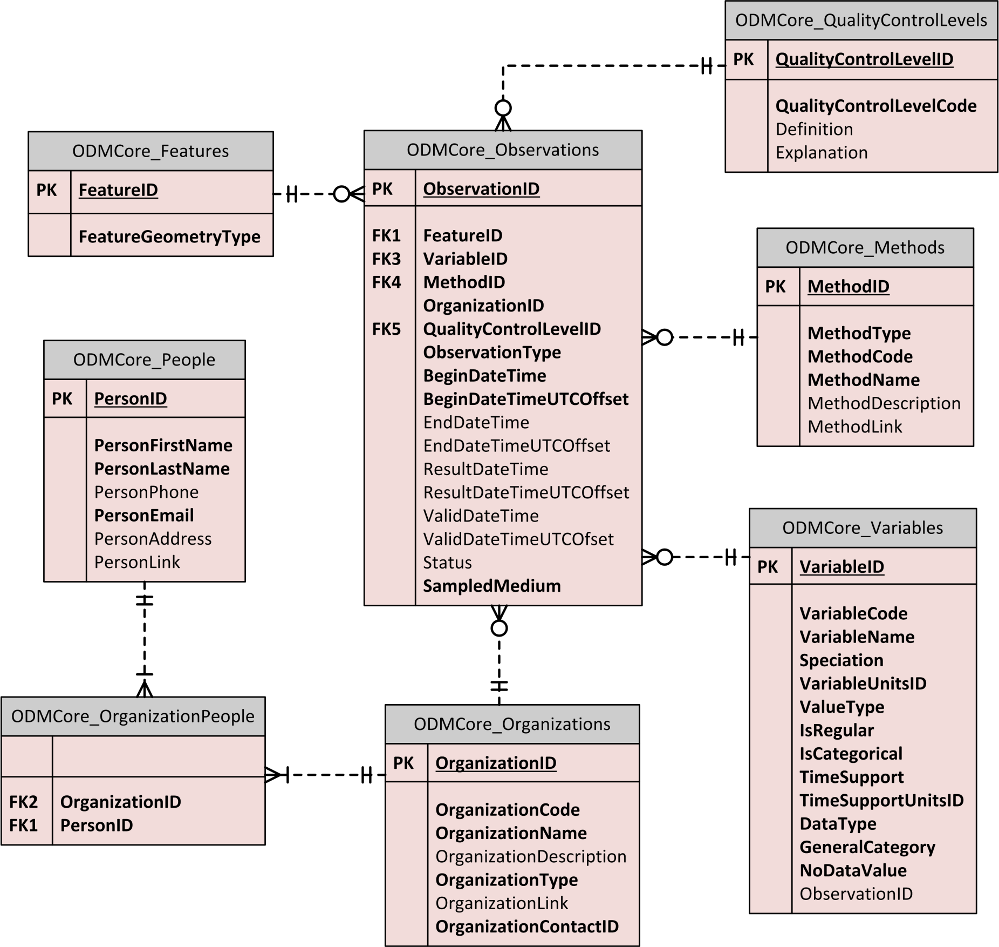 ODMCore_QualityControlLevels
PK QualityControlLevelID
QualityControlLevelCode
Definition
Explanation
ODMCore_Features
PK FeatureID
FeatureGeometryType
ODMCore_Observations
PK ObservationID
FK1 FeatureID
FK3 VariableID
FK4 MethodID
OrganizationID
FK5 QualityControlLevelID
ObservationType
BeginDateTime
BeginDateTimeUTCOffset
EndDateTime
EndDateTimeUTCOffset
ResultDateTime
ResultDateTimeUTCOffset
ValidDateTime
ValidDateTimeUTCOfset
Status
SampledMedium
ODMCore_Methods
PK MethodID
MethodType
MethodCode
MethodName
MethodDescription
MethodLink
ODMCore_People
PK PersonID
PersonFirstName
PersonLastName
PersonPhone
PersonEmail
PersonAddress
PersonLink
ODMCore_Variables
PK VariableID
VariableCode
VariableName
Speciation
VariableUnitsID
ValueType
IsRegular
IsCategorical
TimeSupport
TimeSupportUnitsID
DataType
GeneralCategory
NoDataValue
ObservationID
ODMCore_OrganizationPeople
FK2 OrganizationID
FK1 PersonID
ODMCore_Organizations
PK OrganizationID
OrganizationCode
OrganizationName
OrganizationDescription
OrganizationType
OrganizationLink
OrganizationContactID